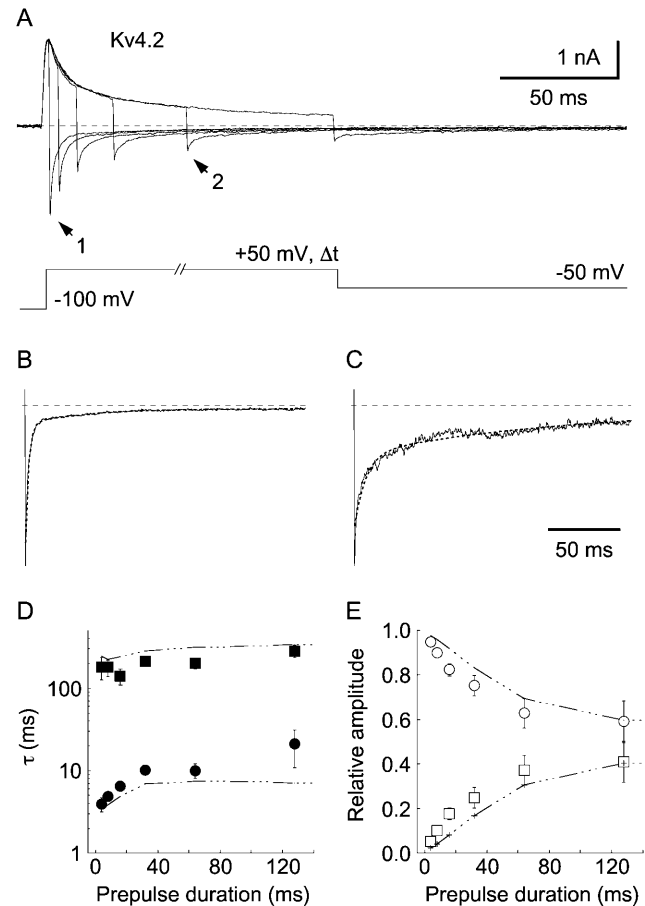 A
Kv4.2
1 nA
50 ms
2
1
+50 mV, Δt
-50 mV
-100 mV
B
C
50 ms
D
E
τ (ms)
100
10
1
0
40
80
120
Prepulse duration (ms)
Relative amplitude
1.0
0.8
0.6
0.4
0.2
0.0
0
40
80
120
Prepulse duration (ms)